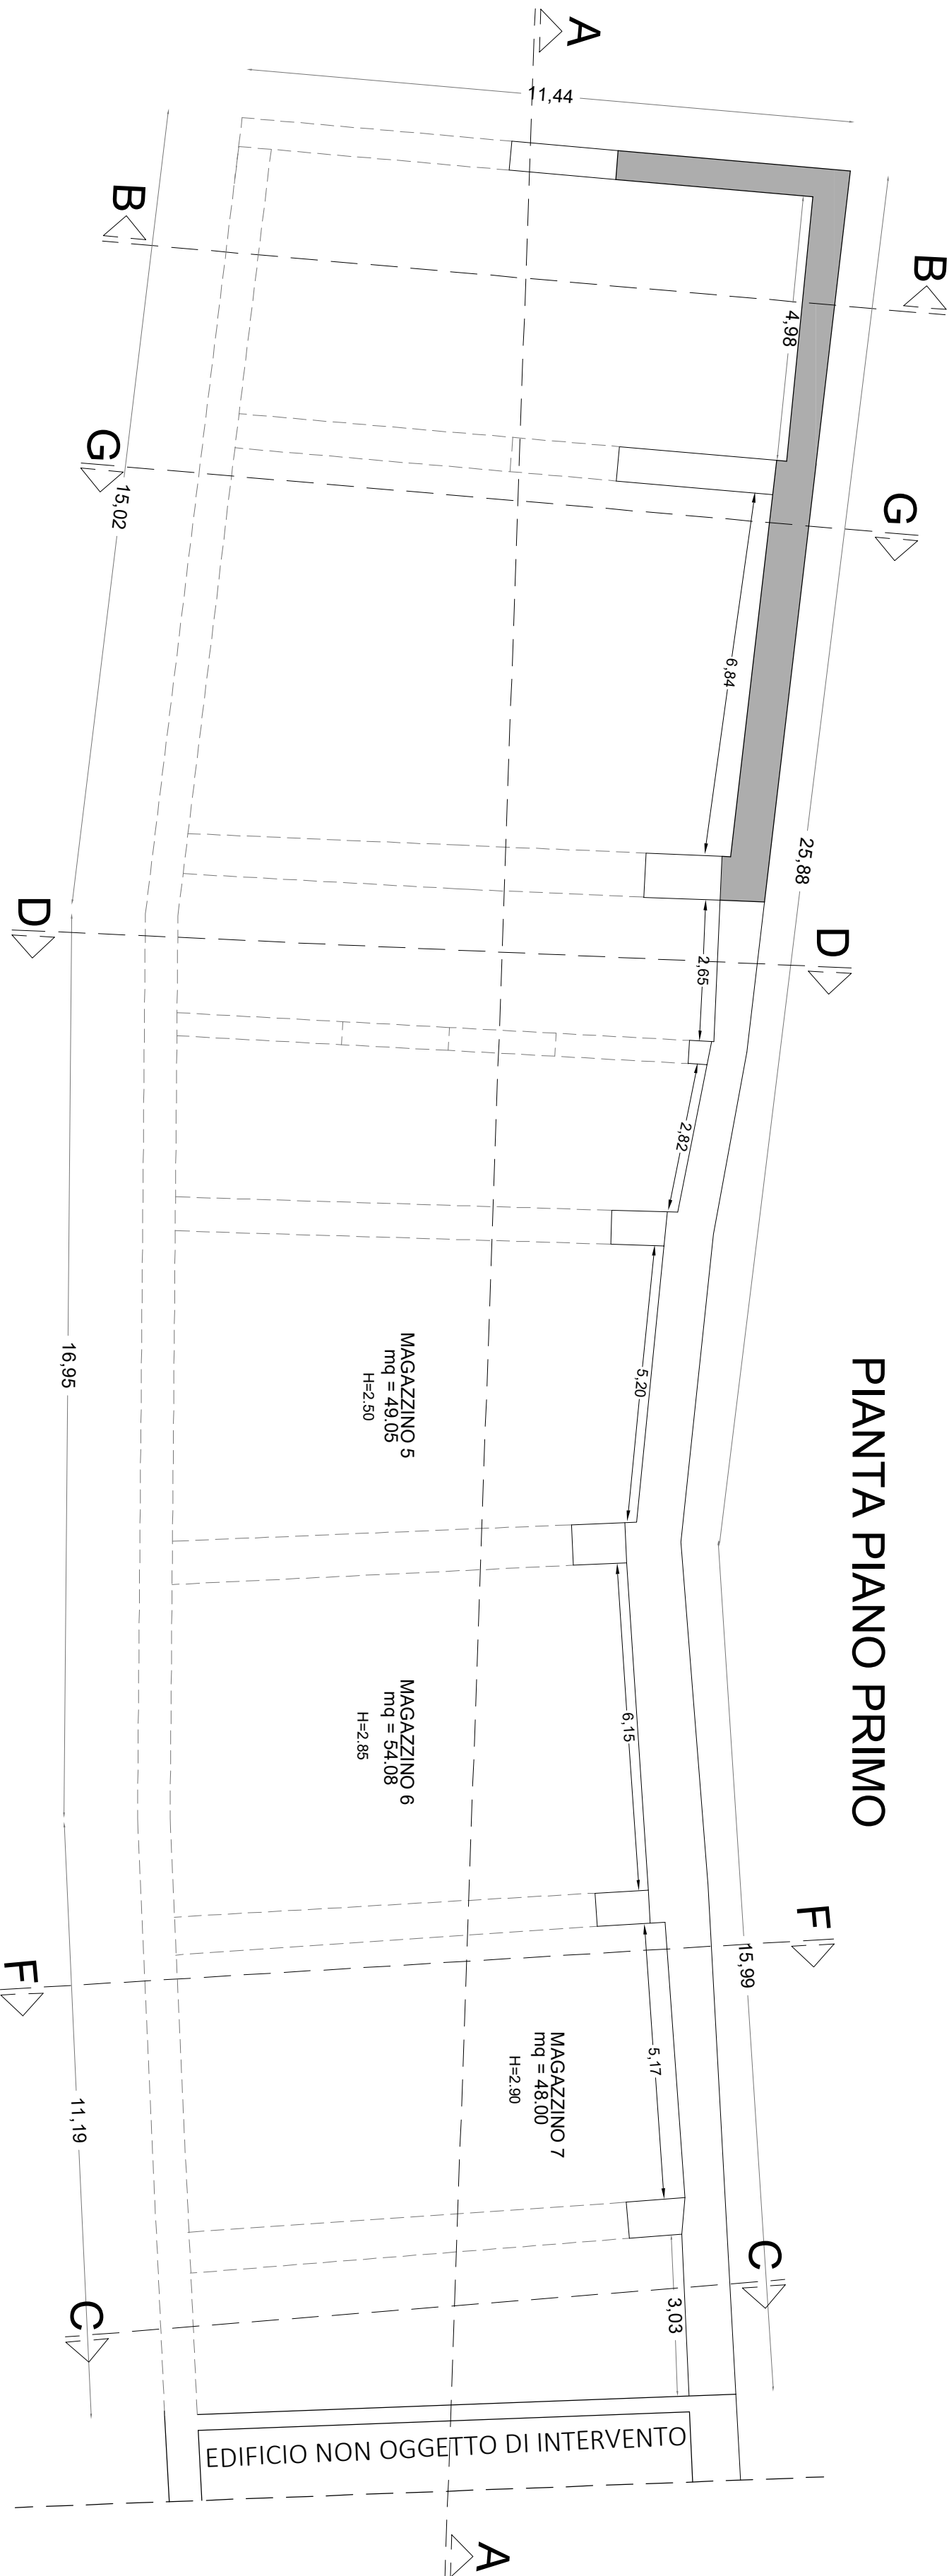 PIANTA PIANO PRIMO
A
11,44
B
B
4,98
G
G
15,02
6,84
25,88
D
D
2,65
2,82
16,95
5,20
MAGAZZINO 5
mq = 49.05
H=2.50
6,15
MAGAZZINO 6
mq = 54.08
H=2.85
F
F
15,99
5,17
MAGAZZINO 7
mq = 48.00
H=2.90
11,19
C
C
3,03
EDIFICIO NON OGGETTO DI INTERVENTO
A